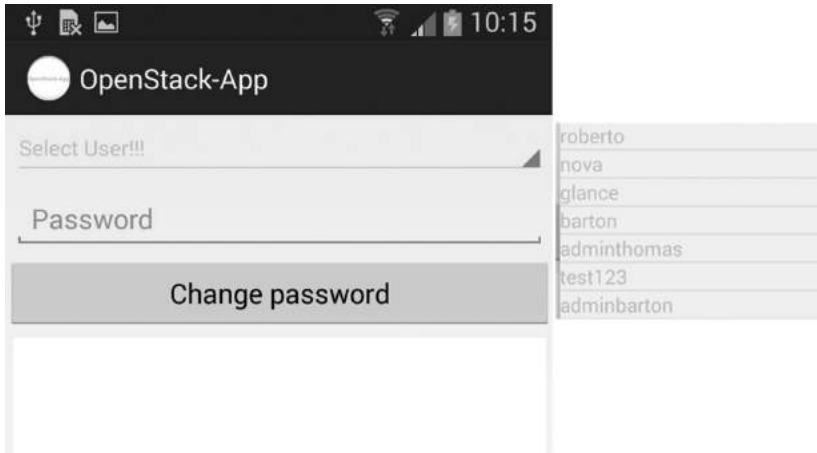 10:15
OpenStack-App
Select User!!!
Password
Change password
roberto
nova
glance
barton
adminthomas
test123
adminbarton